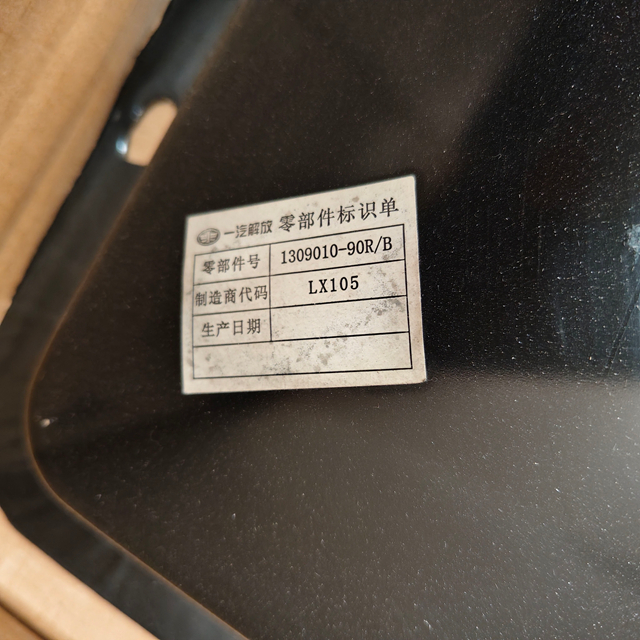 一汽解放 零部件标识单
零部件号 1309010-90R/B
制造商代码 LX105
生产日期